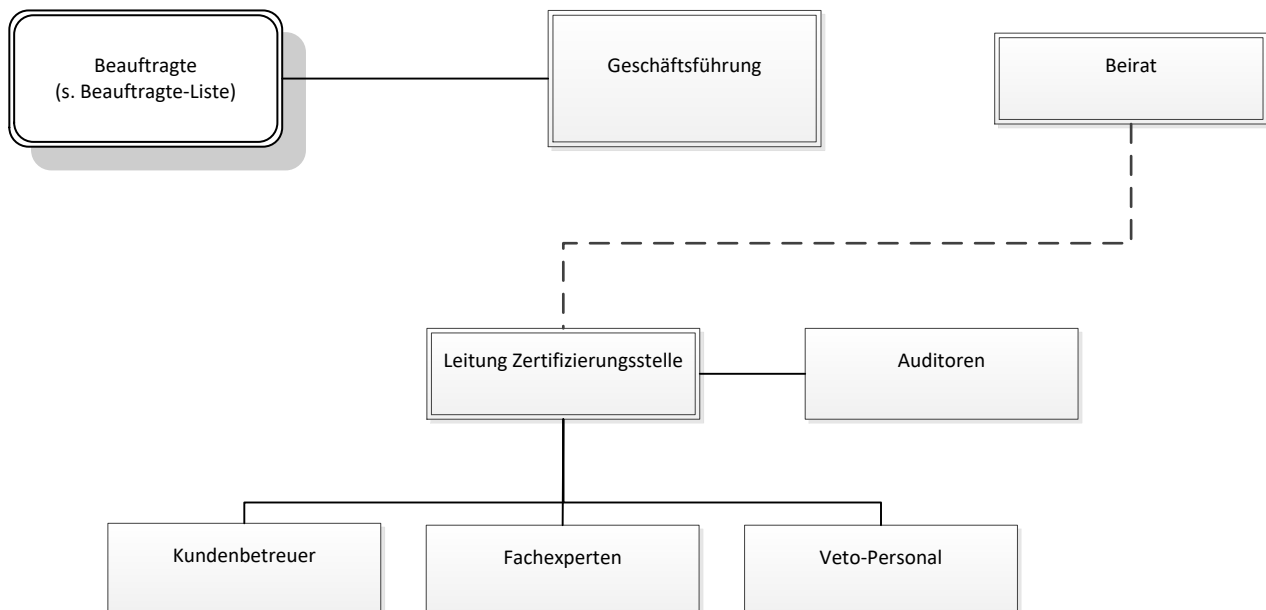 Beauftragte
(s. Beauftragte-Liste)
Geschäftsführung
Beirat
Leitung Zertifizierungsstelle
Auditoren
Kundenbetreuer
Fachexperten
Veto-Personal